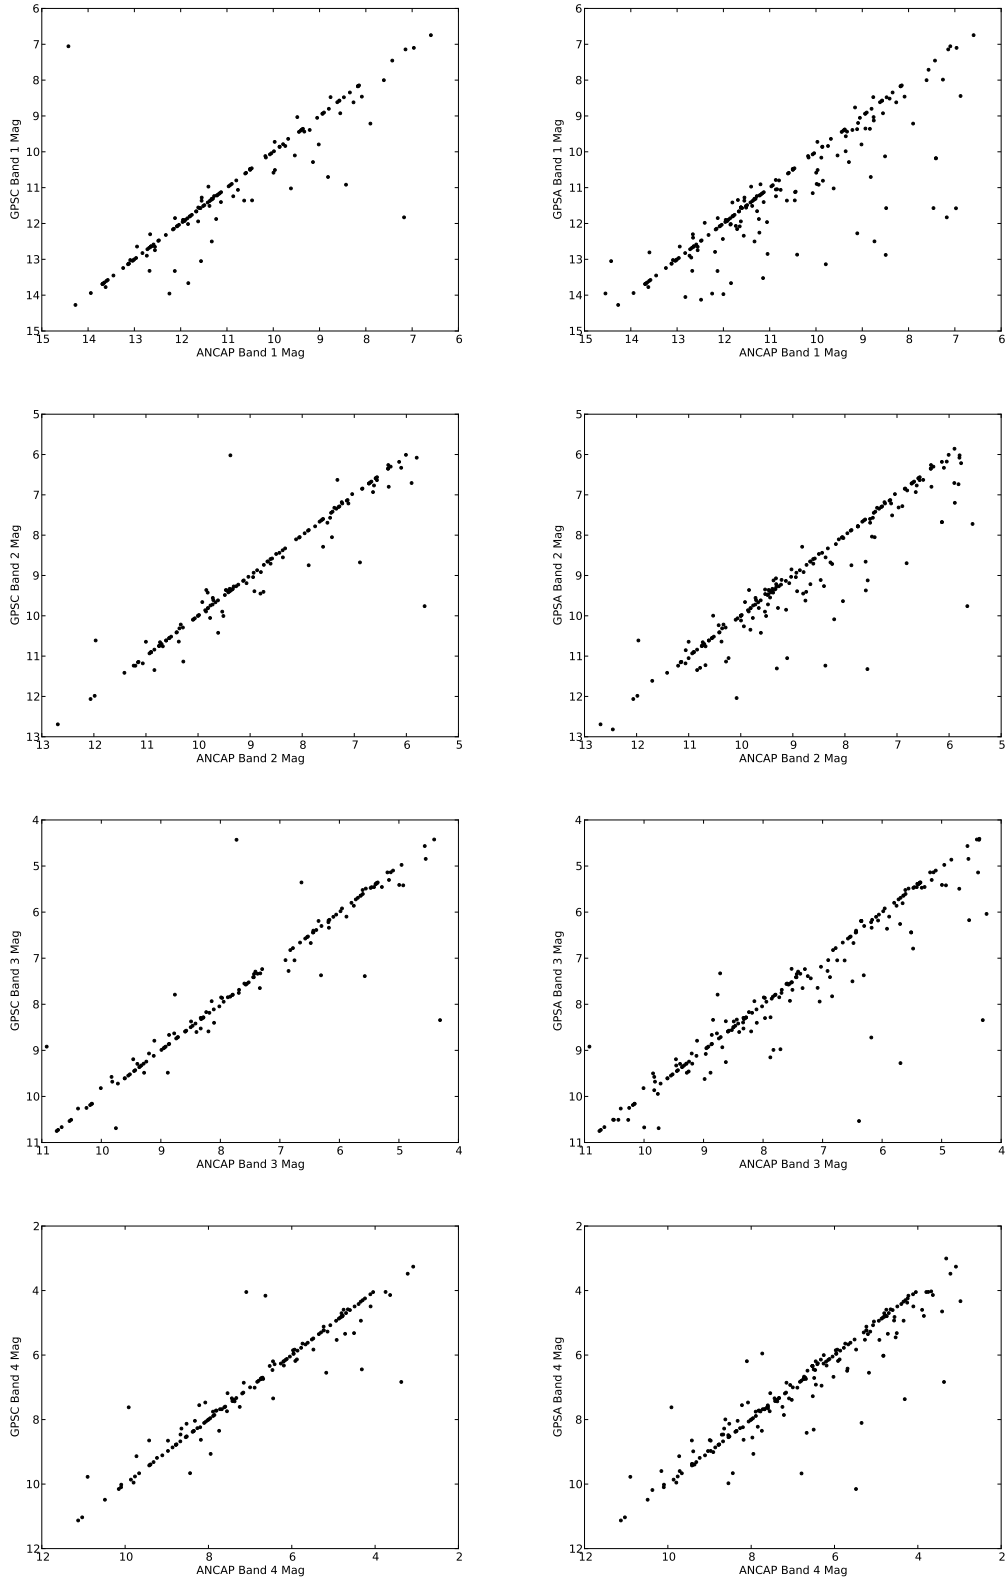 6
7
8
9
10
11
12
13
14
15
GPSC Band 1 Mag
15 14 13 12 11 10 9 8 7 6
ANCAP Band 1 Mag
6
7
8
9
10
11
12
13
14
15
GPSA Band 1 Mag
15 14 13 12 11 10 9 8 7 6
ANCAP Band 1 Mag
5
6
7
8
9
10
11
12
13
GPSC Band 2 Mag
13 12 11 10 9 8 7 6 5
ANCAP Band 2 Mag
5
6
7
8
9
10
11
12
13
GPSA Band 2 Mag
13 12 11 10 9 8 7 6 5
ANCAP Band 2 Mag
4
5
6
7
8
9
10
11
GPSC Band 3 Mag
11 10 9 8 7 6 5 4
ANCAP Band 3 Mag
4
5
6
7
8
9
10
11
GPSA Band 3 Mag
11 10 9 8 7 6 5 4
ANCAP Band 3 Mag
2
4
6
8
10
12
GPSC Band 4 Mag
12 10 8 6 4 2
ANCAP Band 4 Mag
2
4
6
8
10
12
GPSA Band 4 Mag
12 10 8 6 4 2
ANCAP Band 4 Mag